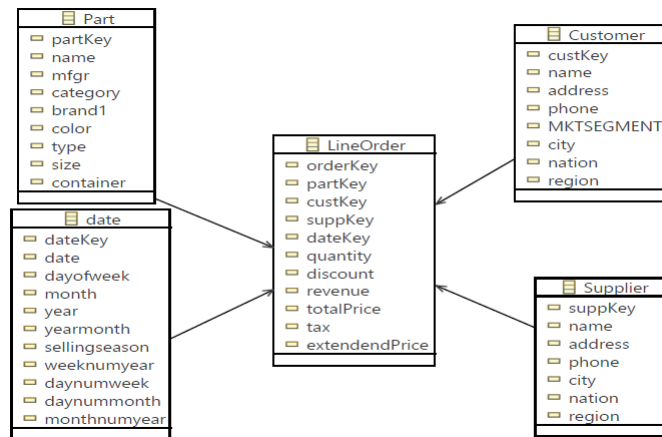 Part
partKey
name
mfgr
category
brand1
color
type
size
container
date
dateKey
date
dayofweek
month
year
yearmonth
sellingseason
weeknumyear
daynumweek
daynummonth
monthnumyear
LineOrder
orderKey
partKey
custKey
suppKey
dateKey
quantity
discount
revenue
totalPrice
tax
extendendPrice
Customer
custKey
name
address
phone
MKTSEGMENT
city
nation
region
Supplier
suppKey
name
address
phone
city
nation
region